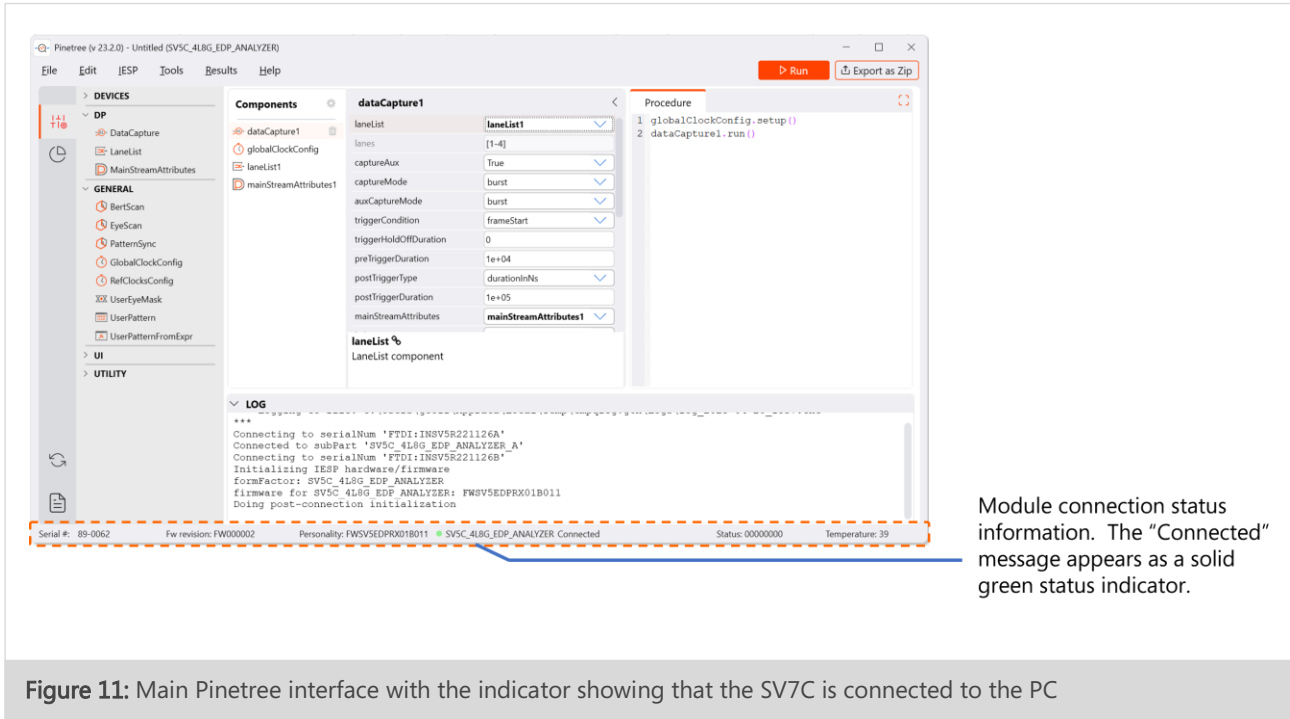 Pinetree (v 23.2.0) - Untitled (SV5C_4L8G_EDP_ANALYZER)
File Edit IESP Tools Results Help
Run
Export as Zip
DEVICES
DP
DataCapture
LaneList
MainStreamAttributes
GENERAL
BertScan
EyeScan
PatternSync
GlobalClockConfig
RefClocksConfig
UserEyeMask
UserPattern
UserPatternFromExpr
UI
UTILITY
Components
dataCapture1
globalClockConfig
laneList1
mainStreamAttributes1
dataCapture1
laneList laneList1
lanes [1-4]
captureAux True
captureMode burst
auxCaptureMode burst
triggerCondition frameStart
triggerHoldOffDuration 0
preTriggerDuration 1e+04
postTriggerType durationInNs
postTriggerDuration 1e+05
mainStreamAttributes mainStreamAttributes1
laneList
LaneList component
Procedure
1 globalClockConfig.setup()
2 dataCapture1.run()
LOG
***
Connecting to serialNum 'FTDI:INSV5R221126A'
Connected to subPart 'SV5C_4L8G_EDP_ANALYZER_A'
Connecting to serialNum 'FTDI:INSV5R221126B'
Initializing IESP hardware/firmware
formFactor: SV5C_4L8G_EDP_ANALYZER
firmware for SV5C_4L8G_EDP_ANALYZER: FWSV5EDPRX01B011
Doing post-connection initialization
Serial #: 89-0062 Fw revision: FW000002 Personality: FWSV5EDPRX01B011 SV5C_4L8G_EDP_ANALYZER Connected Status: 00000000 Temperature: 39
Module connection status
information. The “Connected”
message appears as a solid
green status indicator.
Figure 11: Main Pinetree interface with the indicator showing that the SV7C is connected to the PC